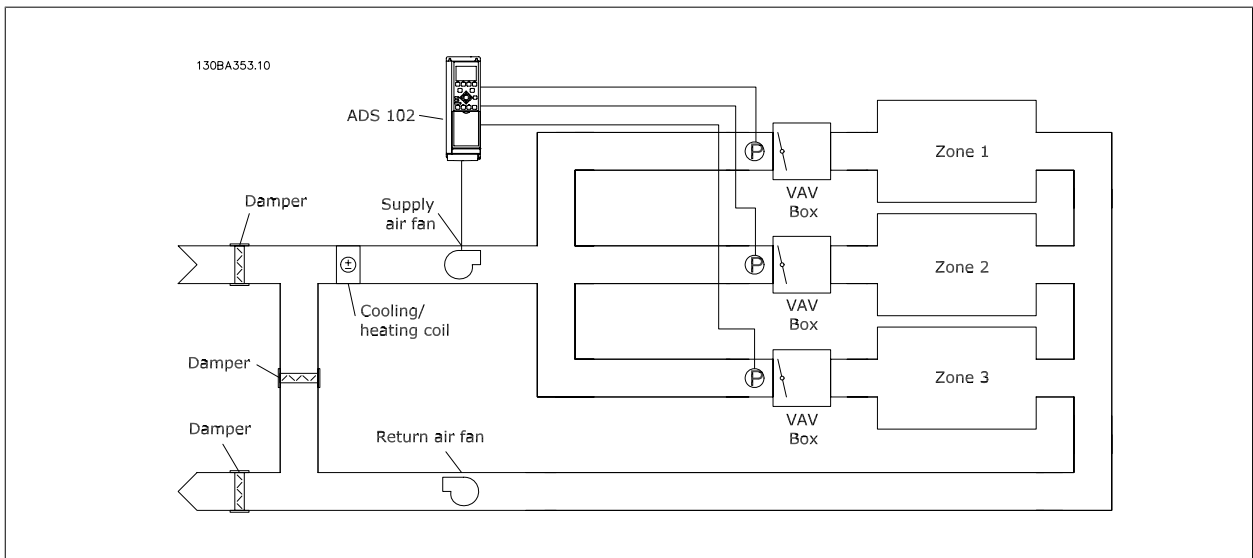 130BA353.10
ADS 102
Damper
Supply
air fan
Cooling/
heating coil
Damper
Damper
Return air fan
P
VAV
Box
Zone 1
P
VAV
Box
Zone 2
P
VAV
Box
Zone 3